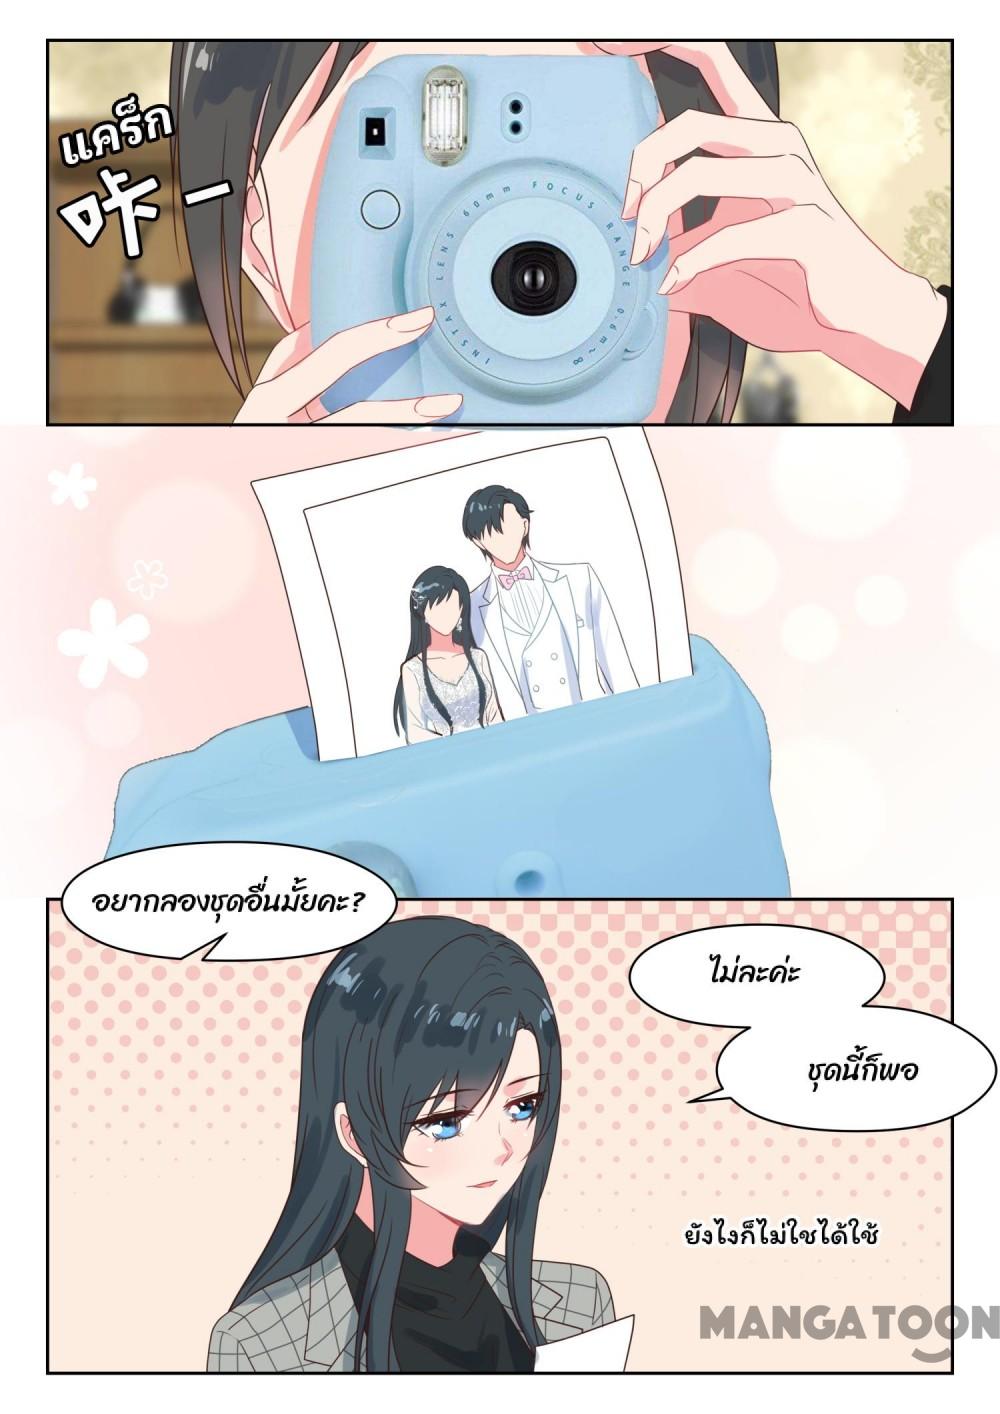 แคร็ก
咔一
INSTAX LENS 60mm FOCUS RANGE 0.6m~∞
อยากลองชุดอื่นมั้ยคะ?
ไม่ละค่ะ
ชุดนี้ก็พอ
ยังไงก็ไม่ใชได้ใช้
MANGATOON